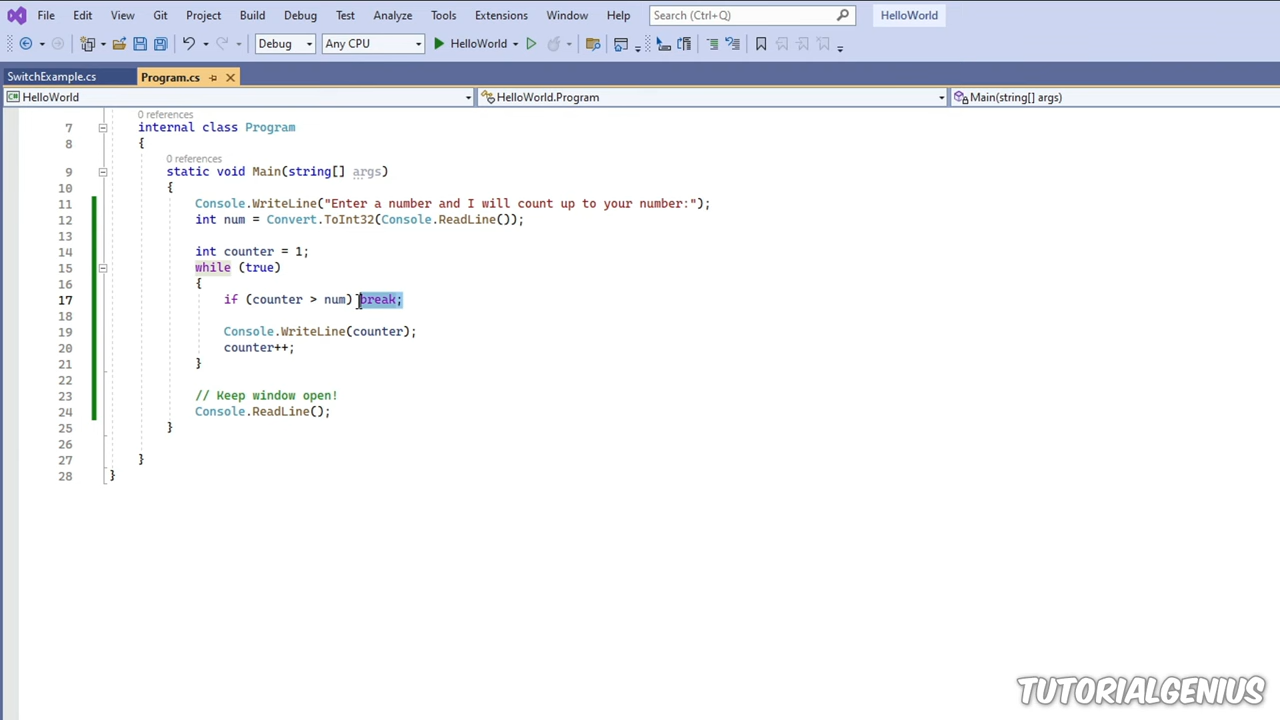 File Edit View Git Project Build Debug Test Analyze Tools Extensions Window Help Search (Ctrl+Q) HelloWorld
Debug Any CPU HelloWorld
SwitchExample.cs Program.cs
HelloWorld HelloWorld.Program Main(string[] args)
0 references
7 internal class Program
8 {
0 references
9 static void Main(string[] args)
10 {
11 Console.WriteLine("Enter a number and I will count up to your number:");
12 int num = Convert.ToInt32(Console.ReadLine());
13
14 int counter = 1;
15 while (true)
16 {
17 if (counter > num) break;
18
19 Console.WriteLine(counter);
20 counter++;
21 }
22
23 // Keep window open!
24 Console.ReadLine();
25 }
26
27 }
28 }
TUTORIALGENIUS